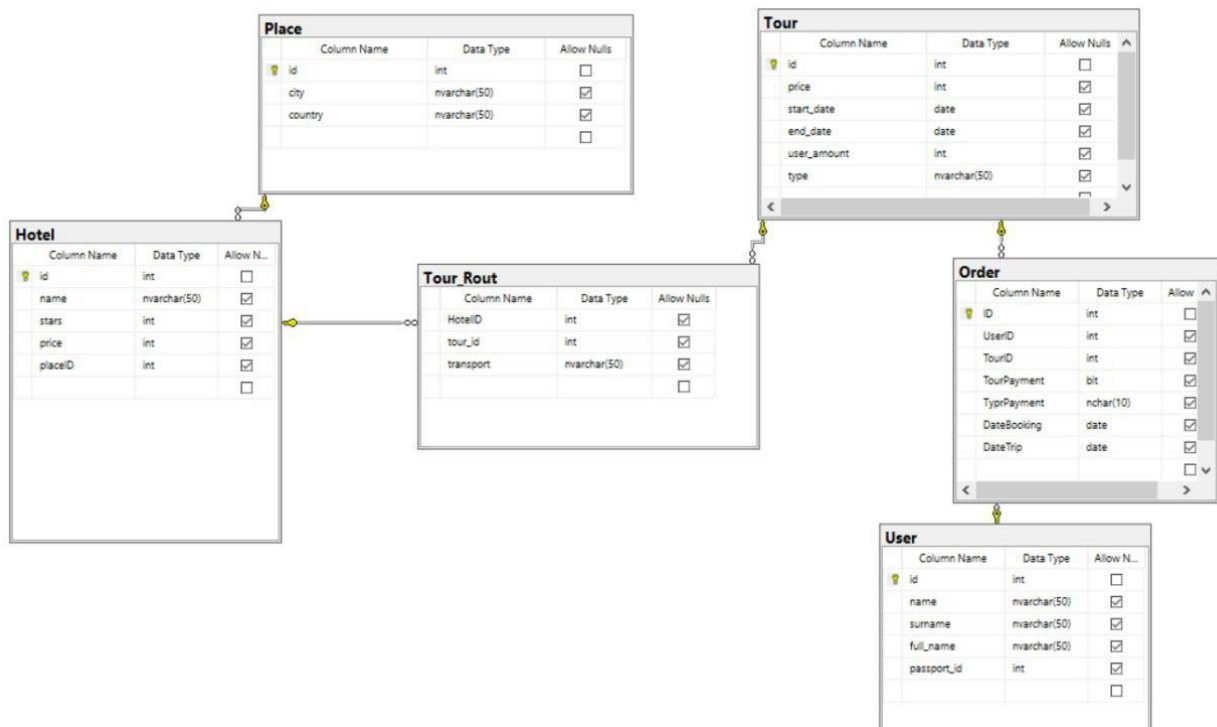 Place
Column Name Data Type Allow Nulls
id int
city nvarchar(50)
country nvarchar(50)
Tour
Column Name Data Type Allow Nulls
id int
price int
start_date date
end_date date
user_amount int
type nvarchar(50)
Hotel
Column Name Data Type Allow N...
id int
name nvarchar(50)
stars int
price int
placeID int
Tour_Rout
Column Name Data Type Allow Nulls
HotelID int
tour_id int
transport nvarchar(50)
Order
Column Name Data Type Allow
ID int
UserID int
TourID int
TourPayment bit
TyprPayment nchar(10)
DateBooking date
DateTrip date
User
Column Name Data Type Allow N...
id int
name nvarchar(50)
surname nvarchar(50)
full_name nvarchar(50)
passport_id int